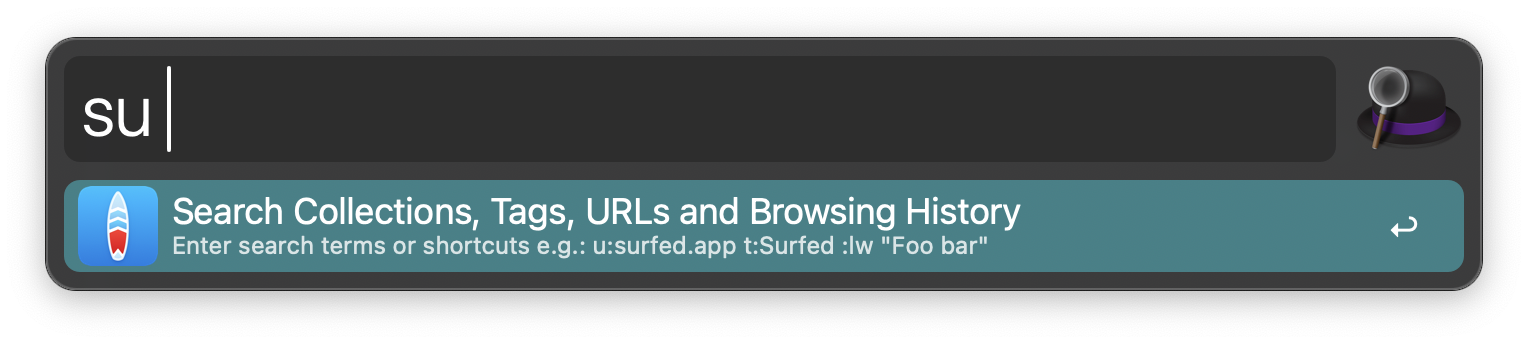 su
Search Collections, Tags, URLs and Browsing History
Enter search terms or shortcuts e.g.: u:surfed.app t:Surfed :lw "Foo bar"